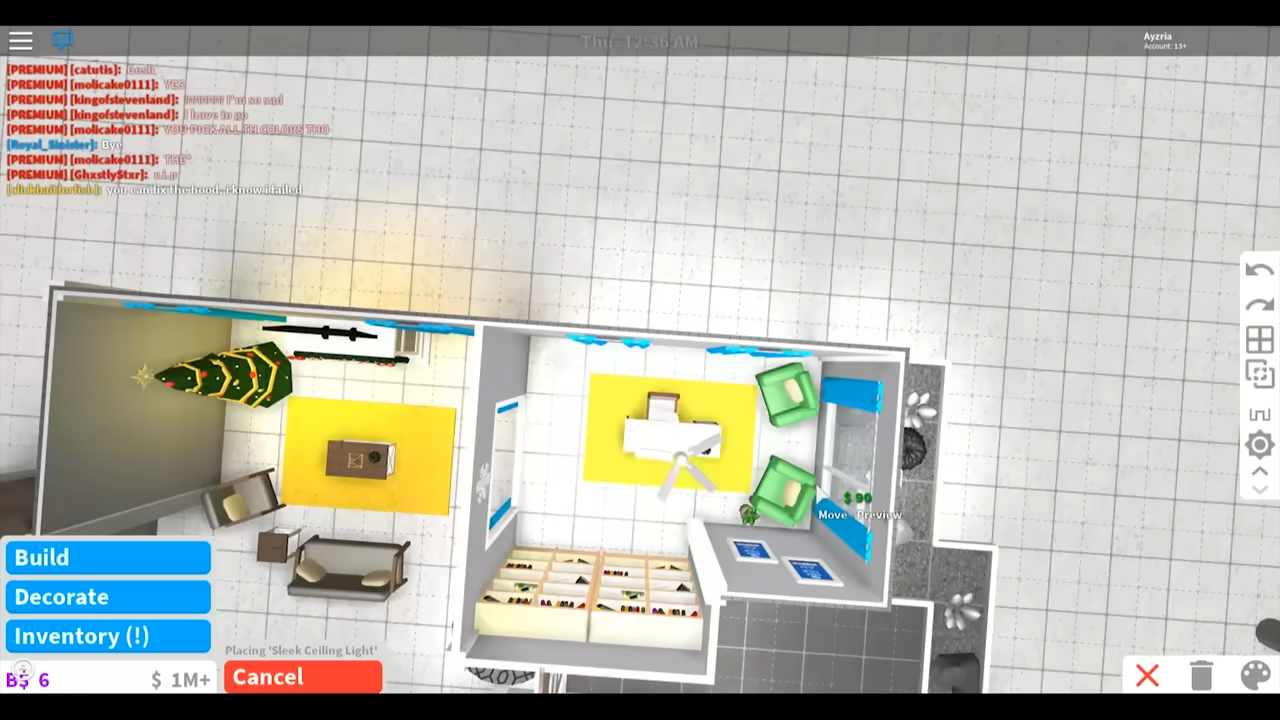 Thu 12:36 AM
Ayzria
Account: 13+
[PREMIUM] [catutis]: Gosh
[PREMIUM] [molicake0111]: YES
[PREMIUM] [kingofstevenland]: ###### I'm so sad
[PREMIUM] [kingofstevenland]: I have to go
[PREMIUM] [molicake0111]: YOU PICK ALL TH COLORS THO
[Royal_Sinister]: Bye
[PREMIUM] [molicake0111]: THE*
[PREMIUM] [Ghxstly$txr]: r.i.p
you can fix the hood, i know i failed
$ 90
Move Preview
Build
Decorate
Inventory (!)
Placing 'Sleek Ceiling Light'
B$ 6
$ 1M+
Cancel